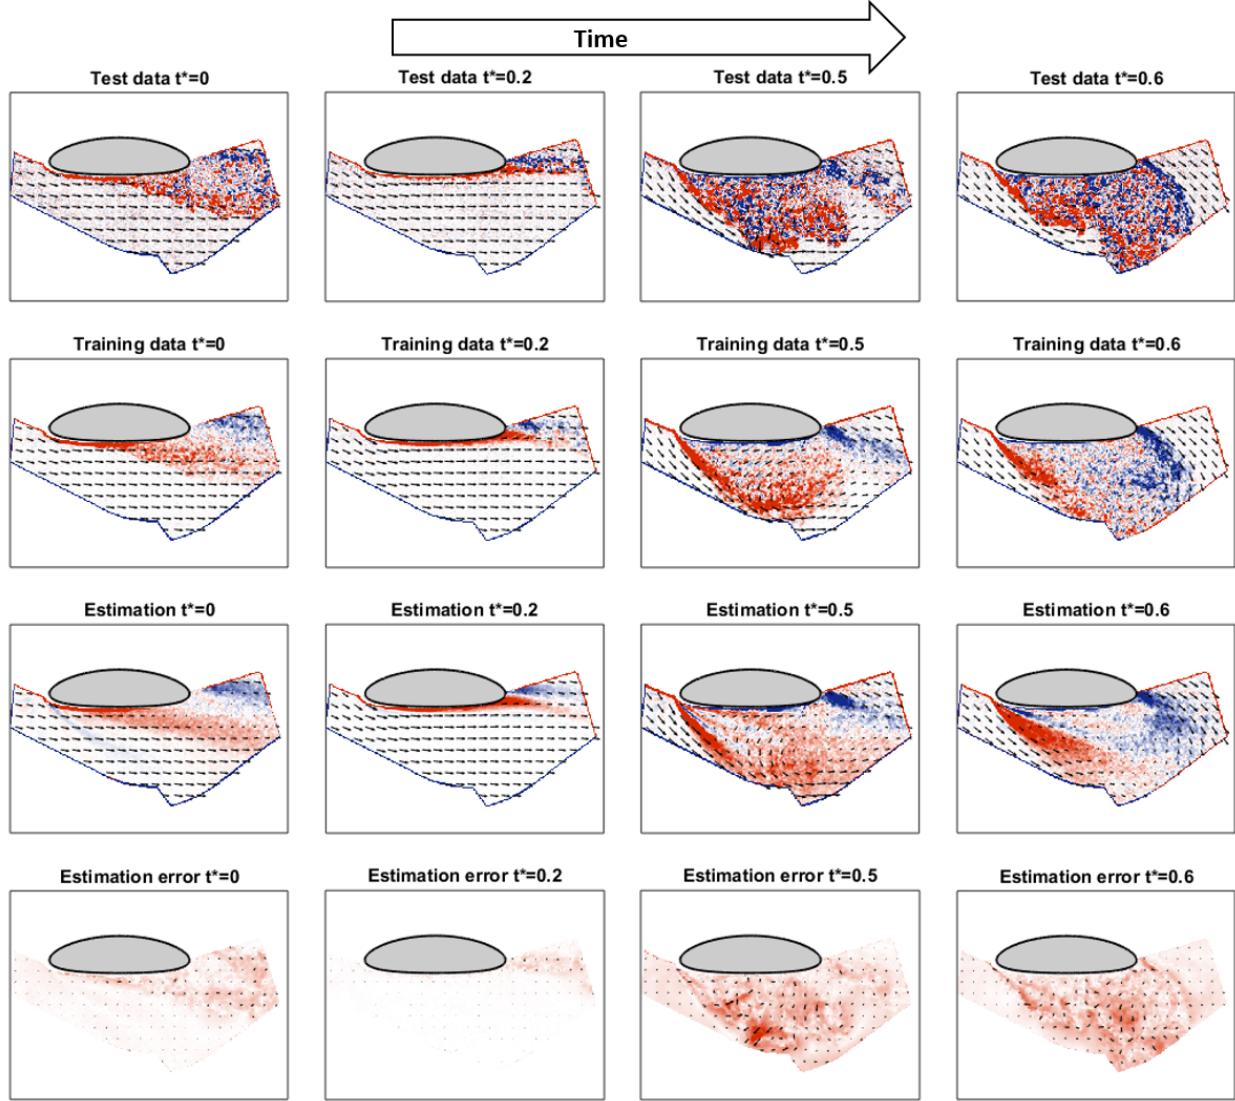 Time
Test data t*=0
Test data t*=0.2
Test data t*=0.5
Test data t*=0.6
Training data t*=0
Training data t*=0.2
Training data t*=0.5
Training data t*=0.6
Estimation t*=0
Estimation t*=0.2
Estimation t*=0.5
Estimation t*=0.6
Estimation error t*=0
Estimation error t*=0.2
Estimation error t*=0.5
Estimation error t*=0.6